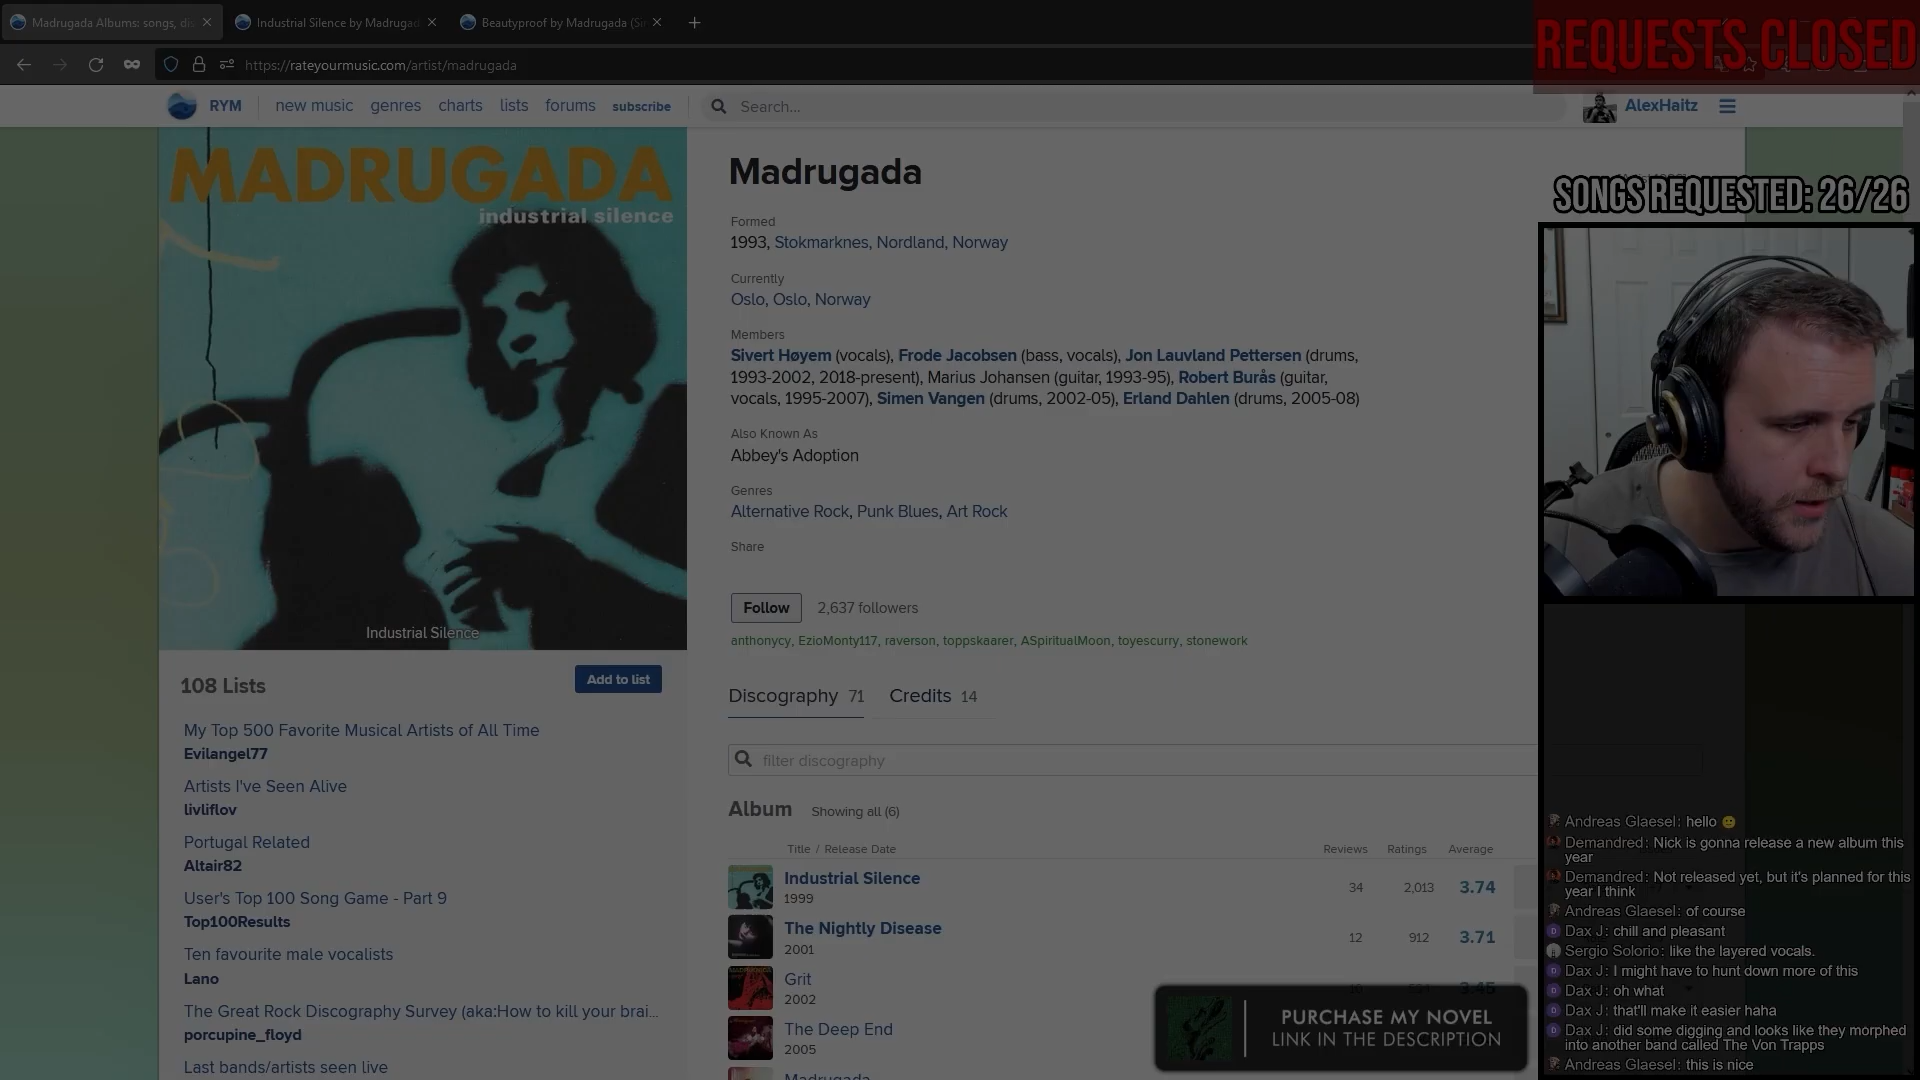 Madrugada Albums: songs, dis
Industrial Silence by Madrugad
Beautyproof by Madrugada (Si
https://rateyourmusic.com/artist/madrugada
REQUESTS CLOSED
RYM
new music
genres
charts
lists
forums
subscribe
Search...
AlexHaitz
MADRUGADA
industrial silence
Industrial Silence
Madrugada
Formed
1993, Stokmarknes, Nordland, Norway
Currently
Oslo, Oslo, Norway
Members
Sivert Høyem (vocals), Frode Jacobsen (bass, vocals), Jon Lauvland Pettersen (drums,
1993-2002, 2018-present), Marius Johansen (guitar, 1993-95), Robert Burås (guitar,
vocals, 1995-2007), Simen Vangen (drums, 2002-05), Erland Dahlen (drums, 2005-08)
Also Known As
Abbey's Adoption
Genres
Alternative Rock, Punk Blues, Art Rock
Share
Follow
2,637 followers
anthonycy, EzioMonty117, raverson, toppskaarer, ASpiritualMoon, toyescurry, stonework
Discography 71
Credits 14
filter discography
Album Showing all (6)
Title / Release Date
Reviews
Ratings
Average
Industrial Silence
1999
34
2,013
3.74
The Nightly Disease
2001
12
912
3.71
Grit
2002
3.45
The Deep End
2005
Madrugada
108 Lists
Add to list
My Top 500 Favorite Musical Artists of All Time
Evilangel77
Artists I've Seen Alive
livliflov
Portugal Related
Altair82
User's Top 100 Song Game - Part 9
Top100Results
Ten favourite male vocalists
Lano
The Great Rock Discography Survey (aka:How to kill your brai...
porcupine_floyd
Last bands/artists seen live
SONGS REQUESTED: 26/26
Andreas Glaesel: hello 🙂
Demandred: Nick is gonna release a new album this
year
Demandred: Not released yet, but it's planned for this
year I think
Andreas Glaesel: of course
Dax J: chill and pleasant
Sergio Solorio: like the layered vocals.
Dax J: I might have to hunt down more of this
Dax J: oh what
Dax J: that'll make it easier haha
Dax J: did some digging and looks like they morphed
into another band called The Von Trapps
Andreas Glaesel: this is nice
PURCHASE MY NOVEL
LINK IN THE DESCRIPTION